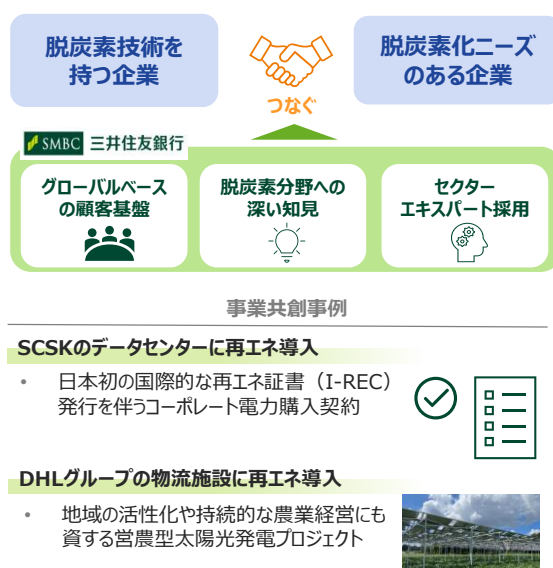 脱炭素技術を
持つ企業
つなぐ
脱炭素化ニーズ
のある企業
SMBC 三井住友銀行
グローバルベース
の顧客基盤
脱炭素分野への
深い知見
セクター
エキスパート採用
事業共創事例
SCSKのデータセンターに再エネ導入
• 日本初の国際的な再エネ証書（I-REC）
発行を伴うコーポレート電力購入契約
DHLグループの物流施設に再エネ導入
• 地域の活性化や持続的な農業経営にも
資する営農型太陽光発電プロジェクト